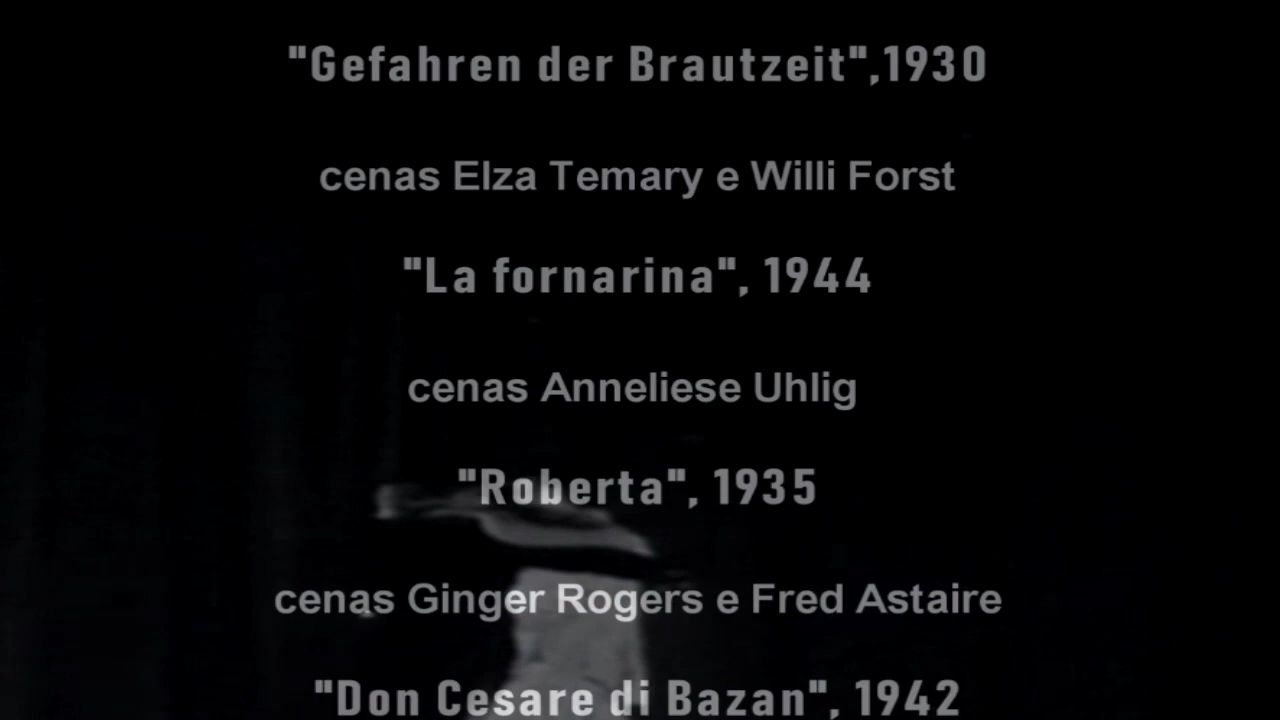 "Gefahren der Brautzeit",1930
cenas Elza Temary e Willi Forst
"La fornarina", 1944
cenas Anneliese Uhlig
"Roberta", 1935
cenas Ginger Rogers e Fred Astaire
"Don Cesare di Bazan", 1942